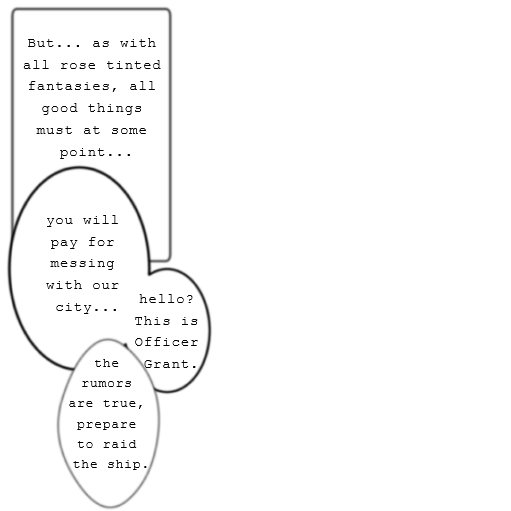 But... as with
all rose tinted
fantasies, all
good things
must at some
point...
you will
pay for
messing
with our
city...
hello?
This is
Officer
Grant.
the
rumors
are true,
prepare
to raid
the ship.